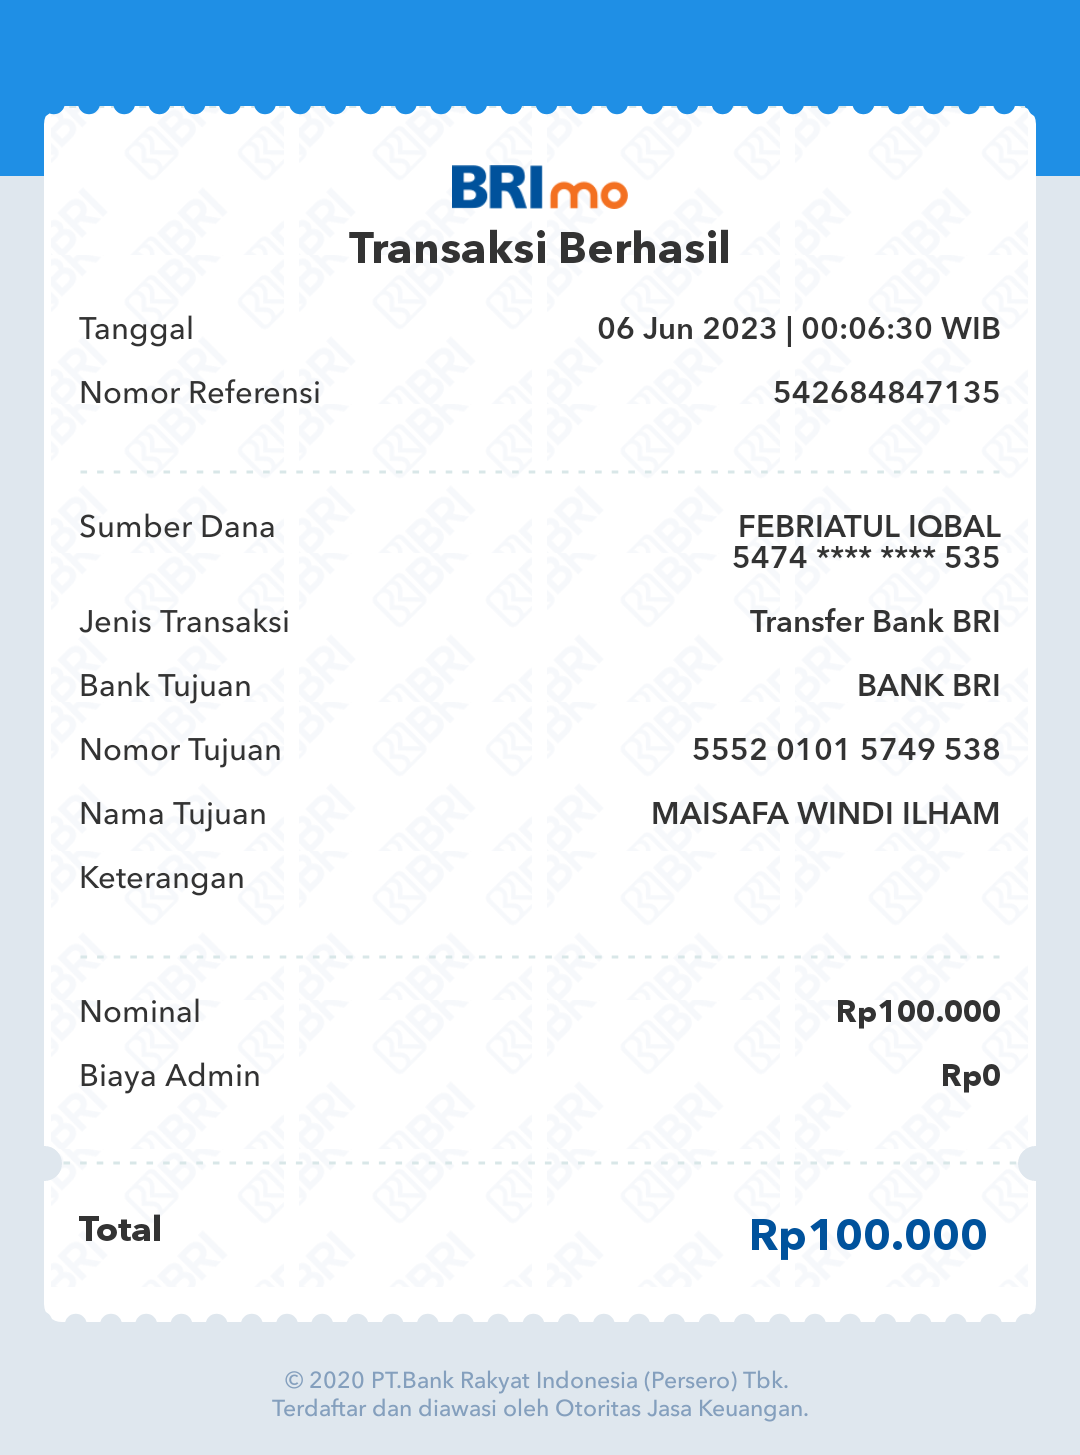 BRImo
Transaksi Berhasil
Tanggal 06 Jun 2023 | 00:06:30 WIB
Nomor Referensi 542684847135
Sumber Dana FEBRIATUL IQBAL
5474 **** **** 535
Jenis Transaksi Transfer Bank BRI
Bank Tujuan BANK BRI
Nomor Tujuan 5552 0101 5749 538
Nama Tujuan MAISAFA WINDI ILHAM
Keterangan
Nominal Rp100.000
Biaya Admin Rp0
Total Rp100.000
© 2020 PT.Bank Rakyat Indonesia (Persero) Tbk.
Terdaftar dan diawasi oleh Otoritas Jasa Keuangan.